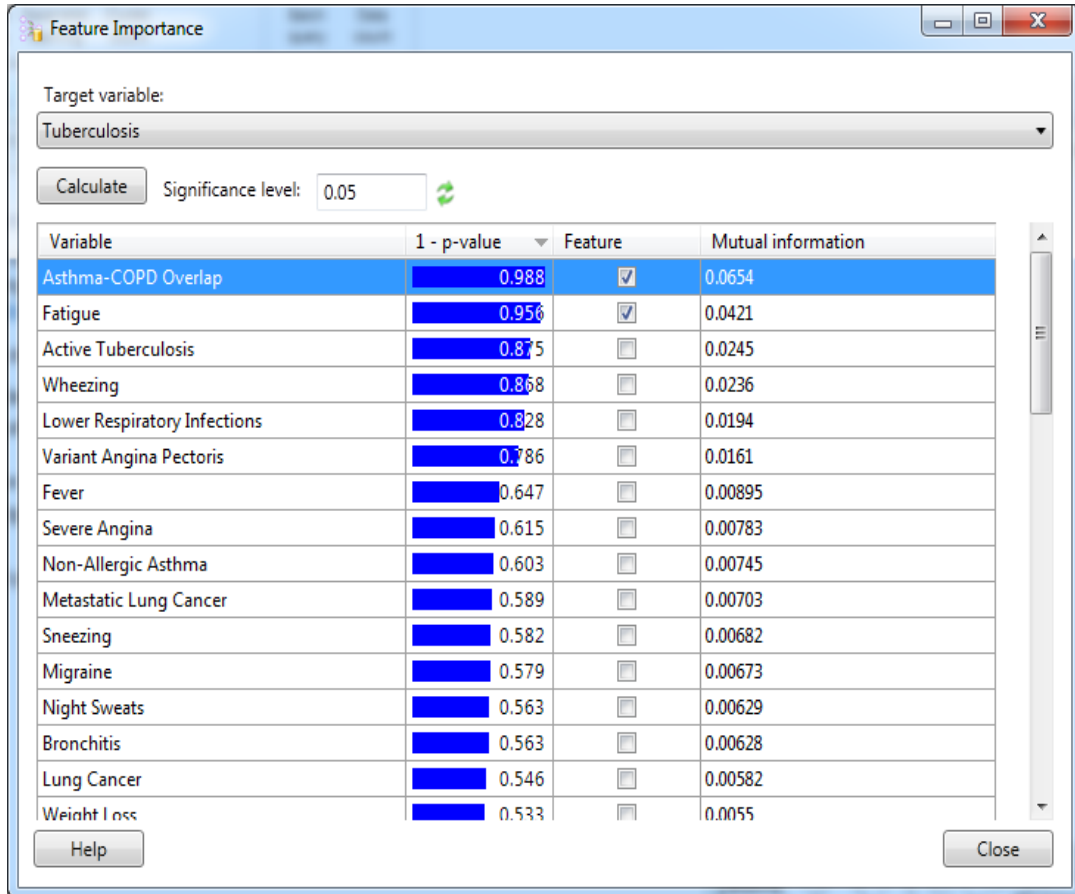 Feature Importance
Target variable:
Tuberculosis
Calculate Significance level: 0.05
Variable 1 - p-value Feature Mutual information
Asthma-COPD Overlap 0.988 0.0654
Fatigue 0.956 0.0421
Active Tuberculosis 0.875 0.0245
Wheezing 0.868 0.0236
Lower Respiratory Infections 0.828 0.0194
Variant Angina Pectoris 0.786 0.0161
Fever 0.647 0.00895
Severe Angina 0.615 0.00783
Non-Allergic Asthma 0.603 0.00745
Metastatic Lung Cancer 0.589 0.00703
Sneezing 0.582 0.00682
Migraine 0.579 0.00673
Night Sweats 0.563 0.00629
Bronchitis 0.563 0.00628
Lung Cancer 0.546 0.00582
Weight Loss 0.533 0.0055
Help Close